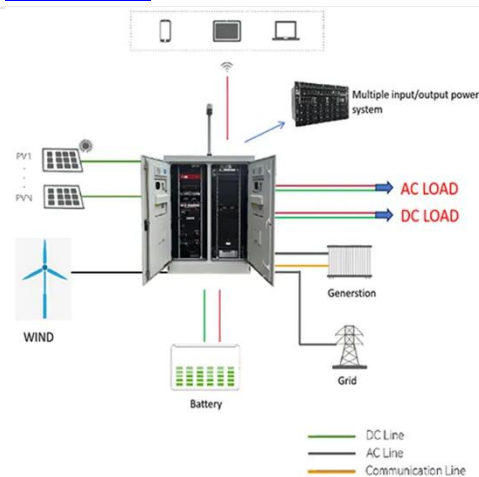 Multiple input/output power
system
PV1
PVN
AC LOAD
DC LOAD
WIND
Generstion
Grid
Battery
DC Line
AC Line
Communication Line